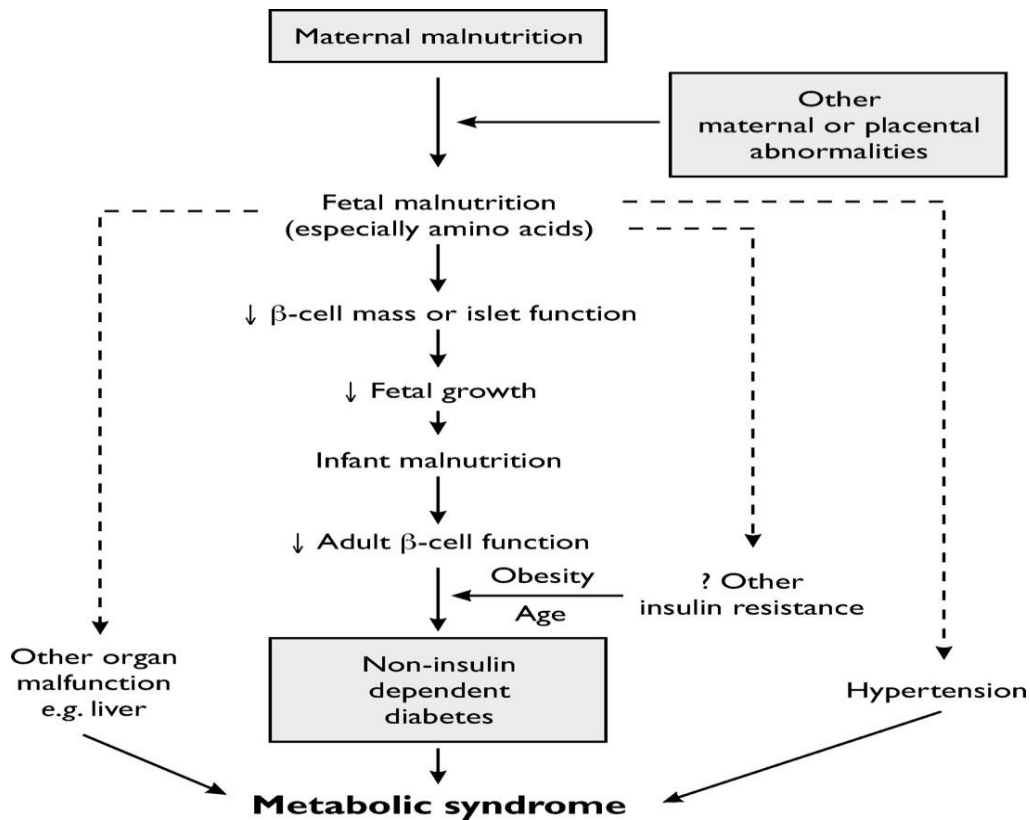 Maternal malnutrition
Other
maternal or placental
abnormalities
Fetal malnutrition
(especially amino acids)
↓ β-cell mass or islet function
↓ Fetal growth
Infant malnutrition
↓ Adult β-cell function
Obesity
Age
? Other
insulin resistance
Other organ
malfunction
e.g. liver
Non-insulin
dependent
diabetes
Hypertension
Metabolic syndrome